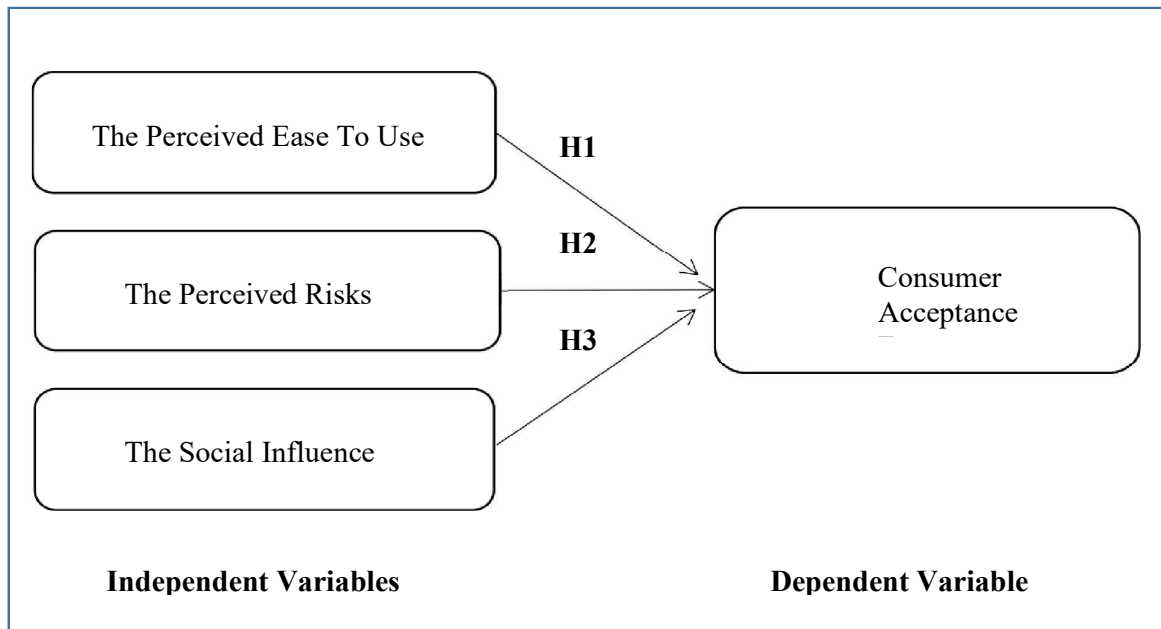 The Perceived Ease To Use
H1
H2
The Perceived Risks
Consumer
Acceptance
H3
The Social Influence
Independent Variables
Dependent Variable